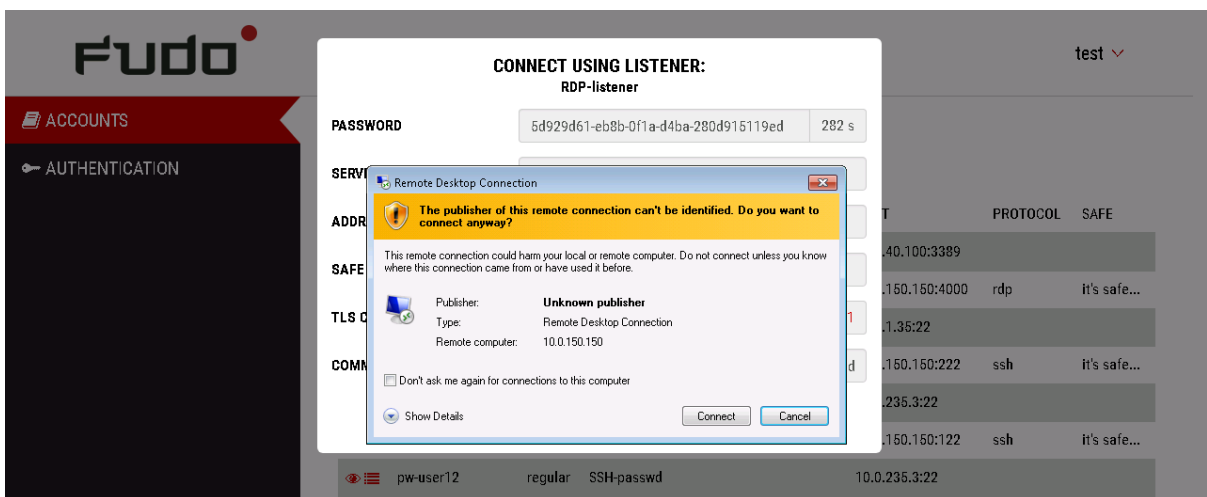 Fudo
test
ACCOUNTS
AUTHENTICATION
CONNECT USING LISTENER:
RDP-listener
PASSWORD
5d929d61-eb8b-0f1a-d4ba-280d915119ed 282 s
SERV
ADDR
SAFE
TLS C
1
COMM
d
Remote Desktop Connection
The publisher of this remote connection can't be identified. Do you want to
connect anyway?
This remote connection could harm your local or remote computer. Do not connect unless you know
where this connection came from or have used it before.
Publisher: Unknown publisher
Type: Remote Desktop Connection
Remote computer: 10.0.150.150
Don't ask me again for connections to this computer
Show Details
Connect Cancel
T PROTOCOL SAFE
.40.100:3389
.150.150:4000 rdp it's safe...
.1.35:22
.150.150:222 ssh it's safe...
.235.3:22
.150.150:122 ssh it's safe...
pw-user12 regular SSH-passwd 10.0.235.3:22